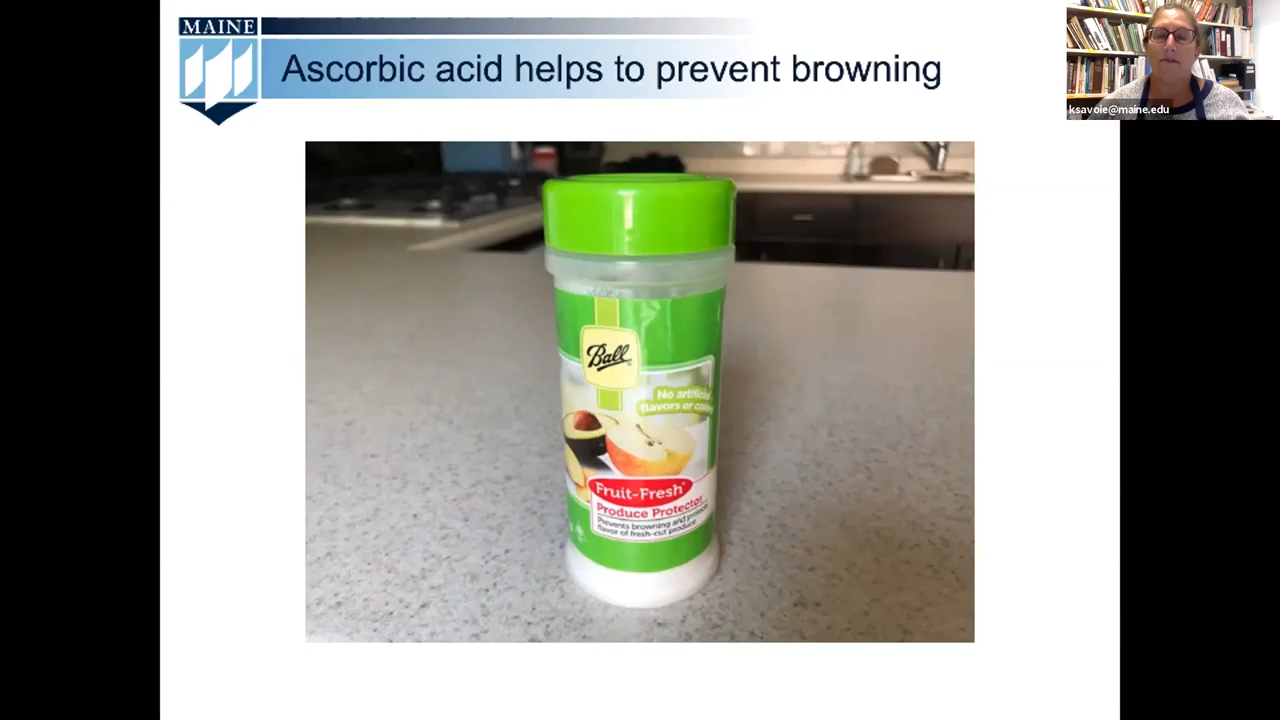 MAINE
Ascorbic acid helps to prevent browning
ksavoie@maine.edu
Ball
No artificial
flavors or
Fruit-Fresh®
Produce Protector
Prevents browning and protects
flavor of fresh-cut produce